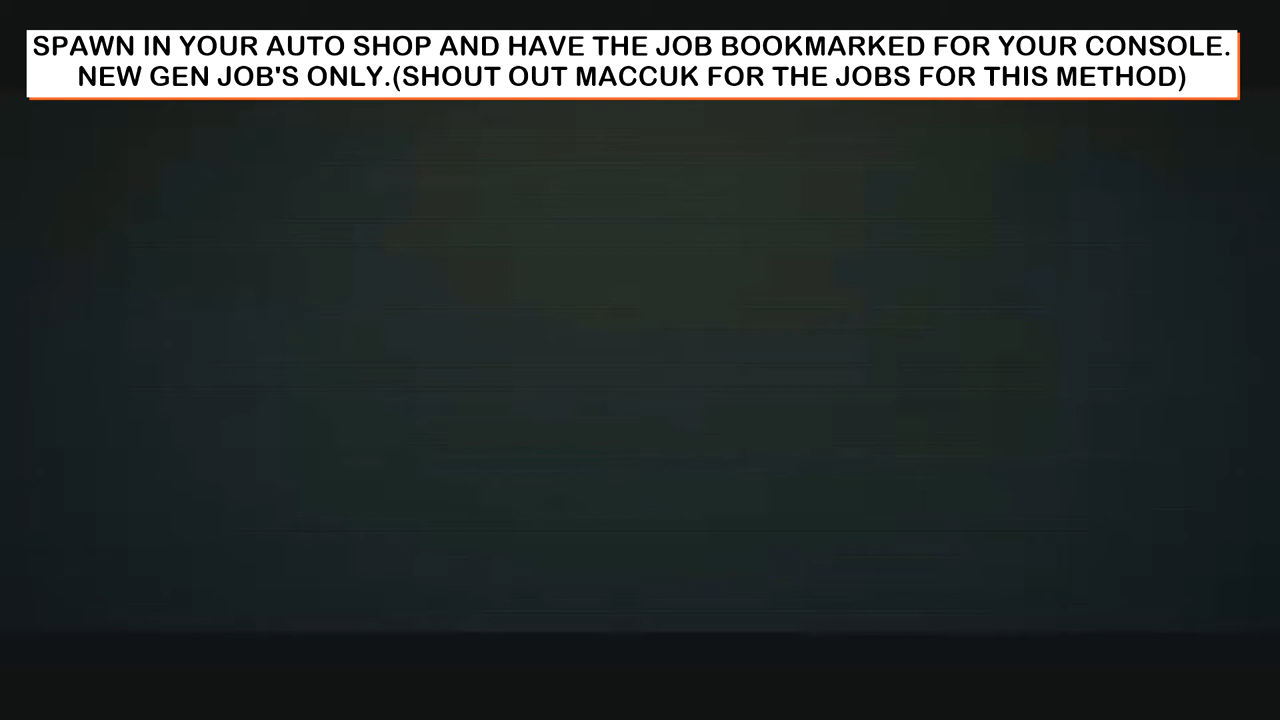 SPAWN IN YOUR AUTO SHOP AND HAVE THE JOB BOOKMARKED FOR YOUR CONSOLE.
NEW GEN JOB'S ONLY.(SHOUT OUT MACCUK FOR THE JOBS FOR THIS METHOD)